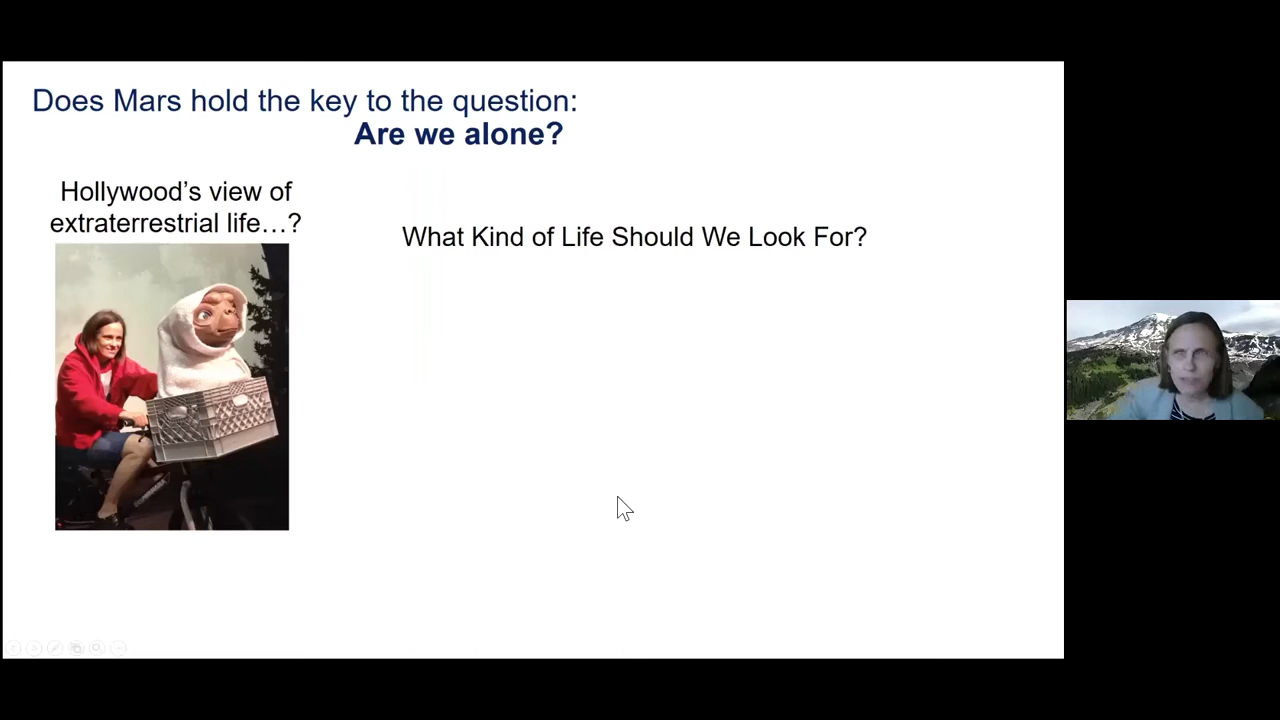 Does Mars hold the key to the question:
Are we alone?
Hollywood’s view of
extraterrestrial life…?
What Kind of Life Should We Look For?